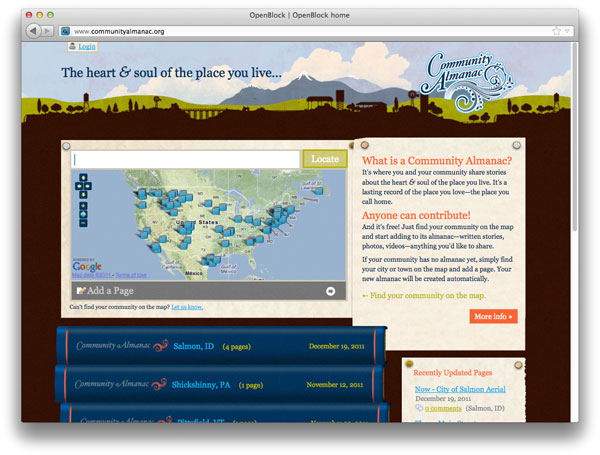 OpenBlock | OpenBlock home
www.communityalmanac.org
Login
The heart & soul of the place you live...
Community
Almanac
Locate
United States
México
POWERED BY
Google
Map data ©2011 - Terms of Use
Add a Page
Can't find your community on the map? Let us know.
What is a Community Almanac?
It's where you and your community share stories
about the heart & soul of the place you live. It's a
lasting record of the place you love—the place you
call home.
Anyone can contribute!
And it's free! Just find your community on the map
and start adding to its almanac—written stories,
photos, videos—anything you'd like to share.
If your community has no almanac yet, simply find
your city or town on the map and add a page. Your
new almanac will be created automatically.
← Find your community on the map.
More info »
Community Almanac Salmon, ID (4 pages) December 19, 2011
Community Almanac Shickshinny, PA (1 page) November 12, 2011
Community Almanac Pittsfield, VT
Recently Updated Pages
Now - City of Salmon Aerial
December 19, 2011
0 comments (Salmon, ID)